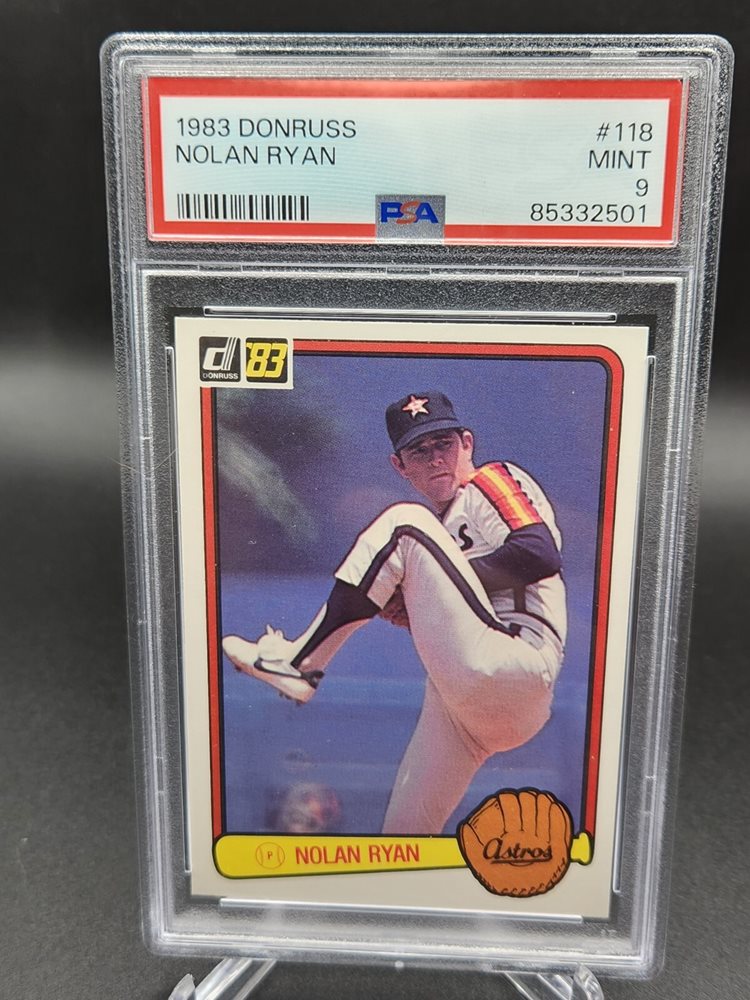 1983 DONRUSS #118
NOLAN RYAN MINT
9
PSA 85332501
d '83
DONRUSS
S
P NOLAN RYAN
Astros